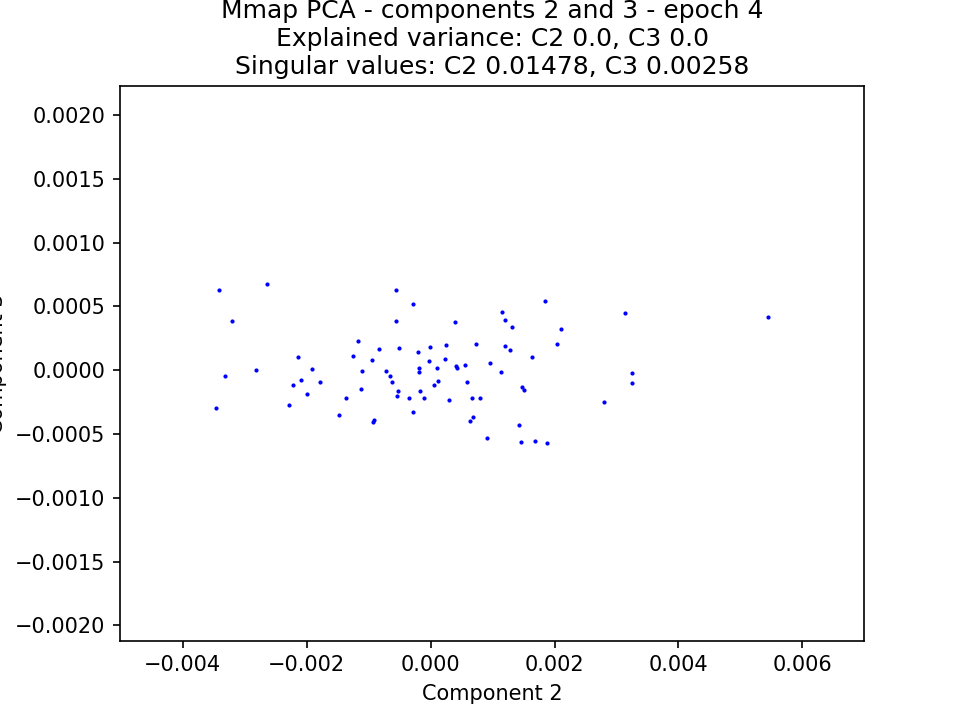 Mmap PCA - components 2 and 3 - epoch 4
Explained variance: C2 0.0, C3 0.0
Singular values: C2 0.01478, C3 0.00258
0.0020
0.0015
0.0010
0.0005
0.0000
−0.0005
−0.0010
−0.0015
−0.0020
−0.004 −0.002 0.000 0.002 0.004 0.006
Component 2